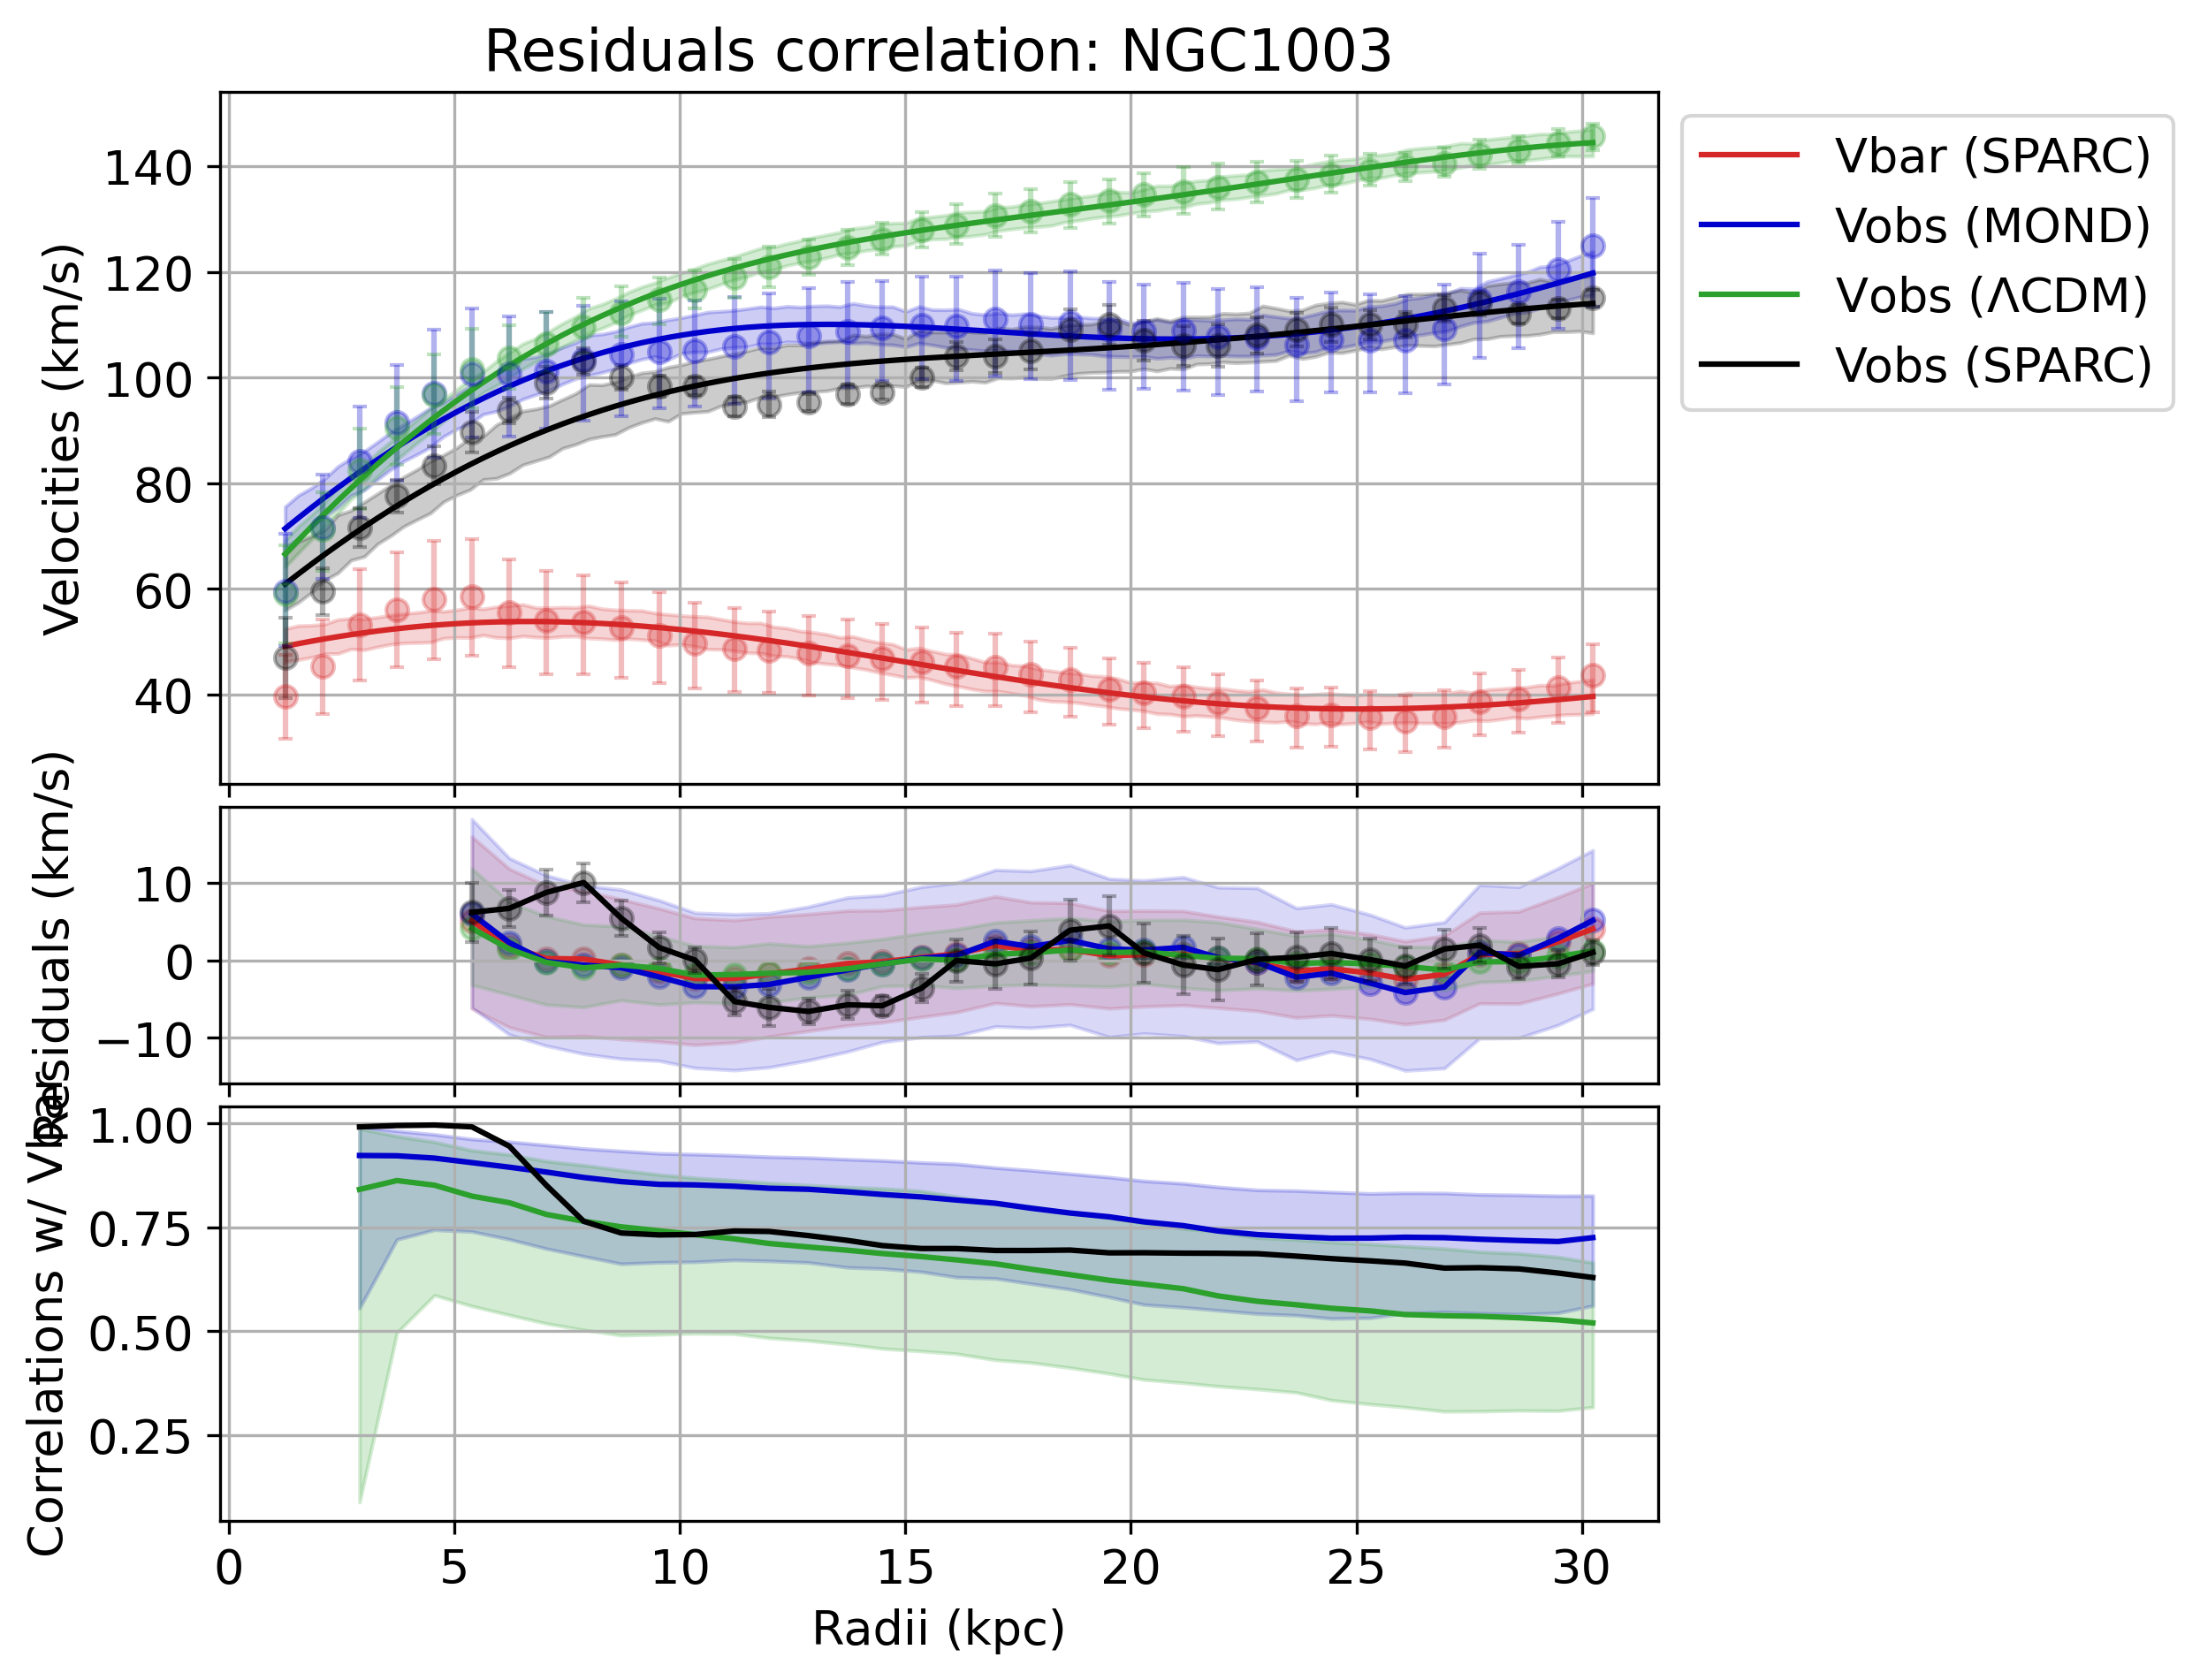 Residuals correlation: NGC1003
Velocities (km/s)
140
120
100
80
60
40
Vbar (SPARC)
Vobs (MOND)
Vobs (ΛCDM)
Vobs (SPARC)
Residuals (km/s)
10
0
−10
Correlations w/ Vbar
1.00
0.75
0.50
0.25
0 5 10 15 20 25 30
Radii (kpc)